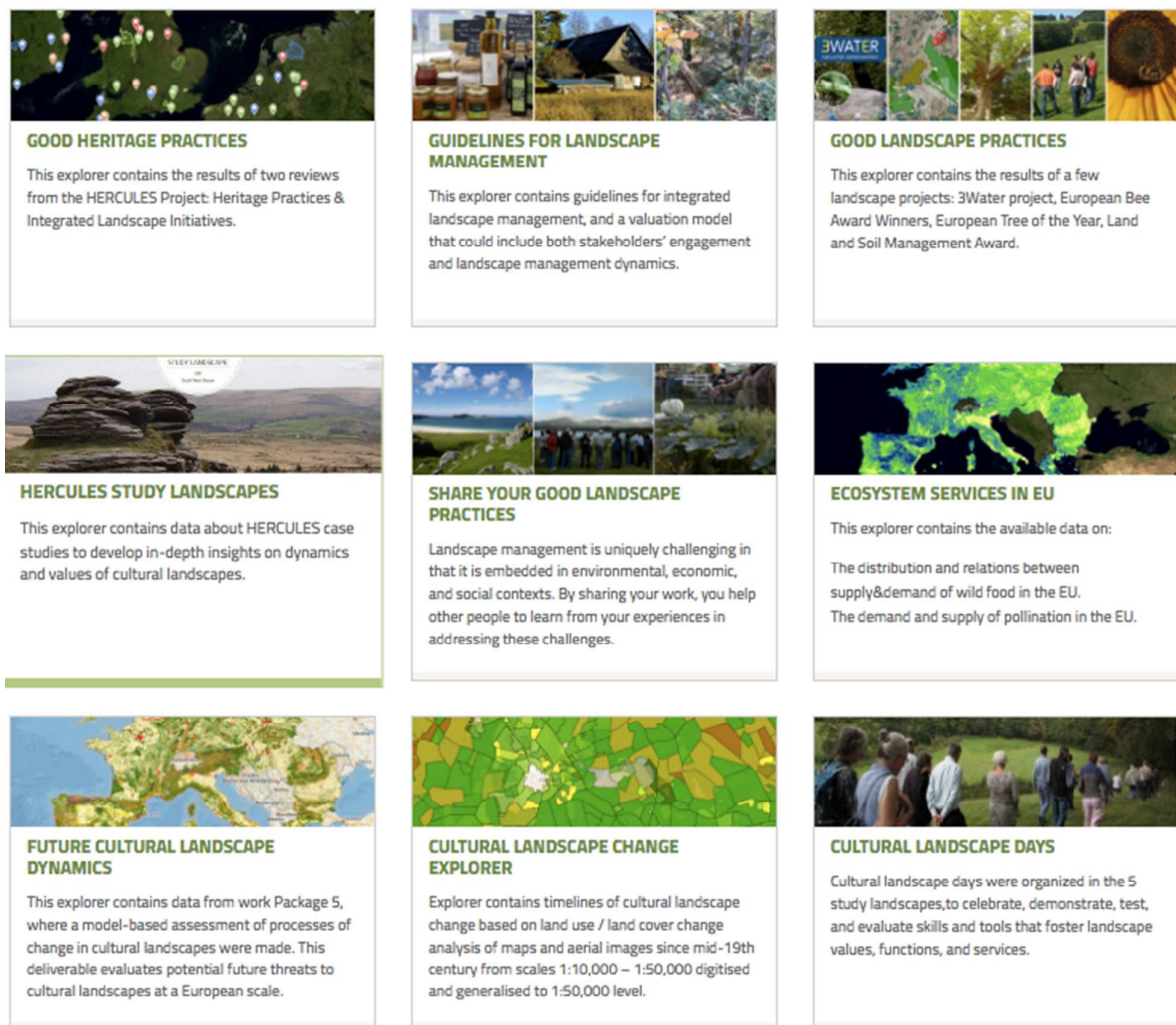 3WATER
GOOD HERITAGE PRACTICES
This explorer contains the results of two reviews
from the HERCULES Project: Heritage Practices &
Integrated Landscape Initiatives.
GUIDELINES FOR LANDSCAPE
MANAGEMENT
This explorer contains guidelines for integrated
landscape management, and a valuation model
that could include both stakeholders' engagement
and landscape management dynamics.
GOOD LANDSCAPE PRACTICES
This explorer contains the results of a few
landscape projects: 3Water project, European Bee
Award Winners, European Tree of the Year, Land
and Soil Management Award.
STUDY LANDSCAPE
HERCULES STUDY LANDSCAPES
This explorer contains data about HERCULES case
studies to develop in-depth insights on dynamics
and values of cultural landscapes.
SHARE YOUR GOOD LANDSCAPE
PRACTICES
Landscape management is uniquely challenging in
that it is embedded in environmental, economic,
and social contexts. By sharing your work, you help
other people to learn from your experiences in
addressing these challenges.
ECOSYSTEM SERVICES IN EU
This explorer contains the available data on:
The distribution and relations between
supply&demand of wild food in the EU.
The demand and supply of pollination in the EU.
FUTURE CULTURAL LANDSCAPE
DYNAMICS
This explorer contains data from work Package 5,
where a model-based assessment of processes of
change in cultural landscapes were made. This
deliverable evaluates potential future threats to
cultural landscapes at a European scale.
CULTURAL LANDSCAPE CHANGE
EXPLORER
Explorer contains timelines of cultural landscape
change based on land use / land cover change
analysis of maps and aerial images since mid-19th
century from scales 1:10,000 – 1:50,000 digitised
and generalised to 1:50,000 level.
CULTURAL LANDSCAPE DAYS
Cultural landscape days were organized in the 5
study landscapes,to celebrate, demonstrate, test,
and evaluate skills and tools that foster landscape
values, functions, and services.